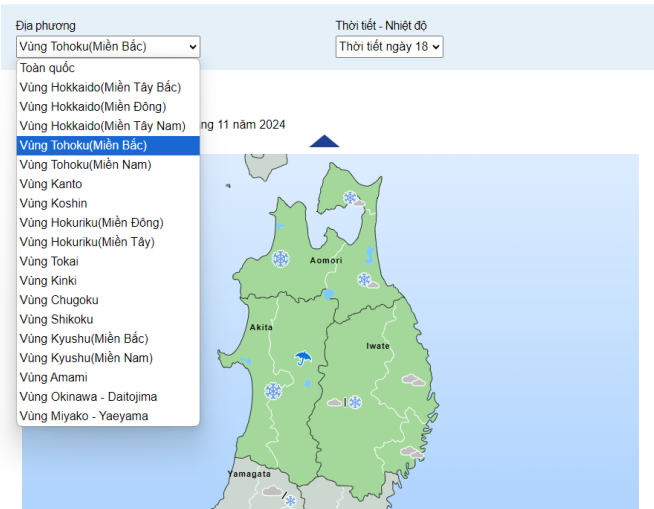 Địa phương
Thời tiết - Nhiệt độ
Vùng Tohoku(Miền Bắc)
Thời tiết ngày 18
Toàn quốc
Vùng Hokkaido(Miền Tây Bắc)
Vùng Hokkaido(Miền Đông)
Vùng Hokkaido(Miền Tây Nam)
ng 11 năm 2024
Vùng Tohoku(Miền Bắc)
Vùng Tohoku(Miền Nam)
Vùng Kanto
Vùng Koshin
Vùng Hokuriku(Miền Đông)
Vùng Hokuriku(Miền Tây)
Vùng Tokai
Vùng Kinki
Vùng Chugoku
Vùng Shikoku
Vùng Kyushu(Miền Bắc)
Vùng Kyushu(Miền Nam)
Vùng Amami
Vùng Okinawa - Daitojima
Vùng Miyako - Yaeyama
Aomori
Akita
Iwate
Yamagata